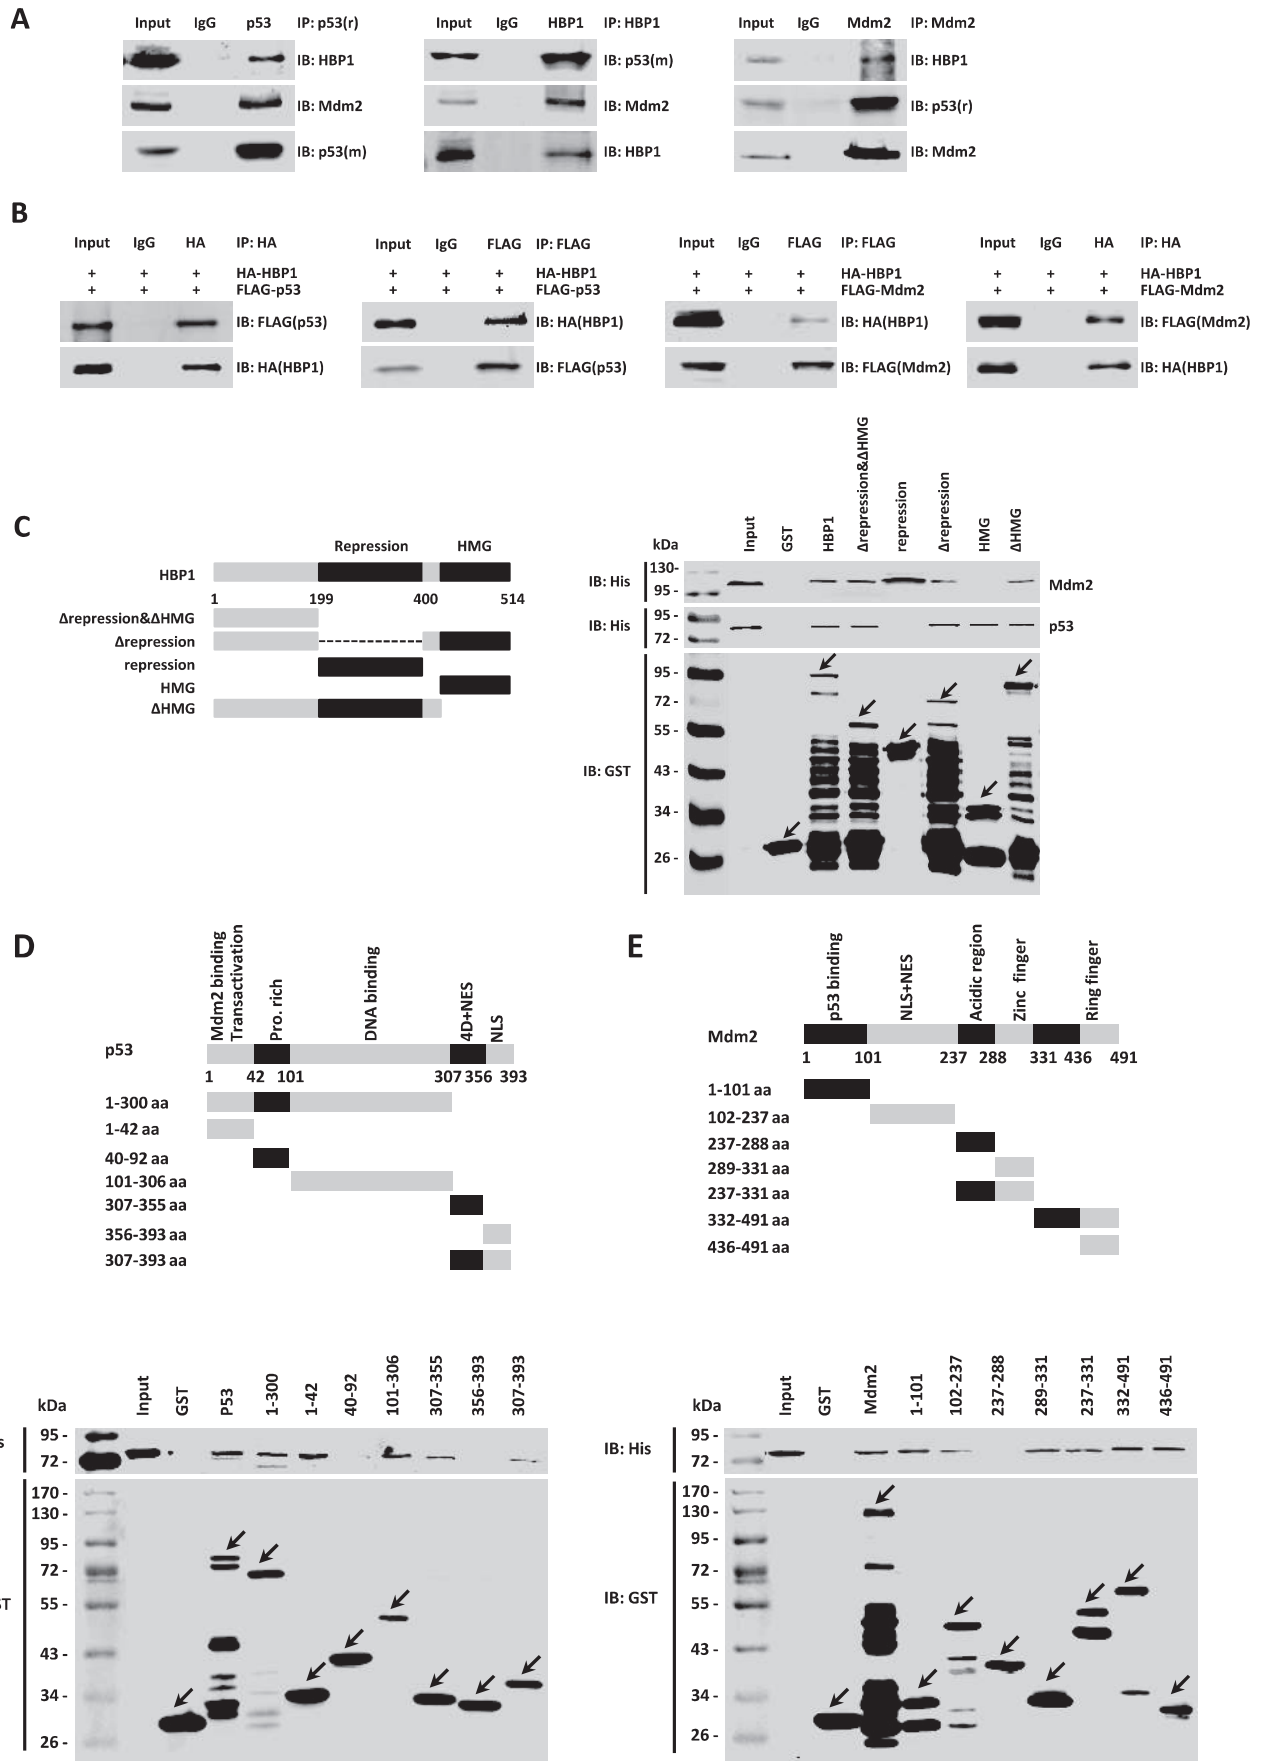 A
Input IgG p53 IP: p53(r)
IB: HBP1
IB: Mdm2
IB: p53(m)
Input IgG HBP1 IP: HBP1
IB: p53(m)
IB: Mdm2
IB: HBP1
Input IgG Mdm2 IP: Mdm2
IB: HBP1
IB: p53(r)
IB: Mdm2
B
Input IgG HA IP: HA
+ + + HA-HBP1
+ + + FLAG-p53
IB: FLAG(p53)
IB: HA(HBP1)
Input IgG FLAG IP: FLAG
+ + + HA-HBP1
+ + + FLAG-p53
IB: HA(HBP1)
IB: FLAG(p53)
Input IgG FLAG IP: FLAG
+ + + HA-HBP1
+ + + FLAG-Mdm2
IB: HA(HBP1)
IB: FLAG(Mdm2)
Input IgG HA IP: HA
+ + + HA-HBP1
+ + + FLAG-Mdm2
IB: FLAG(Mdm2)
IB: HA(HBP1)
C
Repression HMG
HBP1
1 199 400 514
Δrepression&ΔHMG
Δrepression
repression
HMG
ΔHMG
kDa Input GST HBP1 Δrepression&ΔHMG repression Δrepression HMG ΔHMG
IB: His 130- Mdm2
95 -
IB: His 95 - p53
72 -
IB: GST
95 -
72 -
55 -
43 -
34 -
26 -
D
Mdm2 binding
Transactivation
Pro. rich
DNA binding
4D+NES
NLS
p53
1 42 101 307 356 393
1-300 aa
1-42 aa
40-92 aa
101-306 aa
307-355 aa
356-393 aa
307-393 aa
kDa Input GST P53 1-300 1-42 40-92 101-306 307-355 356-393 307-393
s
95 -
72 -
ST
170 -
130 -
95 -
72 -
55 -
43 -
34 -
26 -
E
p53 binding
NLS+NES
Acidic region
Zinc finger
Ring finger
Mdm2
1 101 237 288 331 436 491
1-101 aa
102-237 aa
237-288 aa
289-331 aa
237-331 aa
332-491 aa
436-491 aa
kDa Input GST Mdm2 1-101 102-237 237-288 289-331 237-331 332-491 436-491
IB: His
95 -
72 -
IB: GST
170 -
130 -
95 -
72 -
55 -
43 -
34 -
26 -